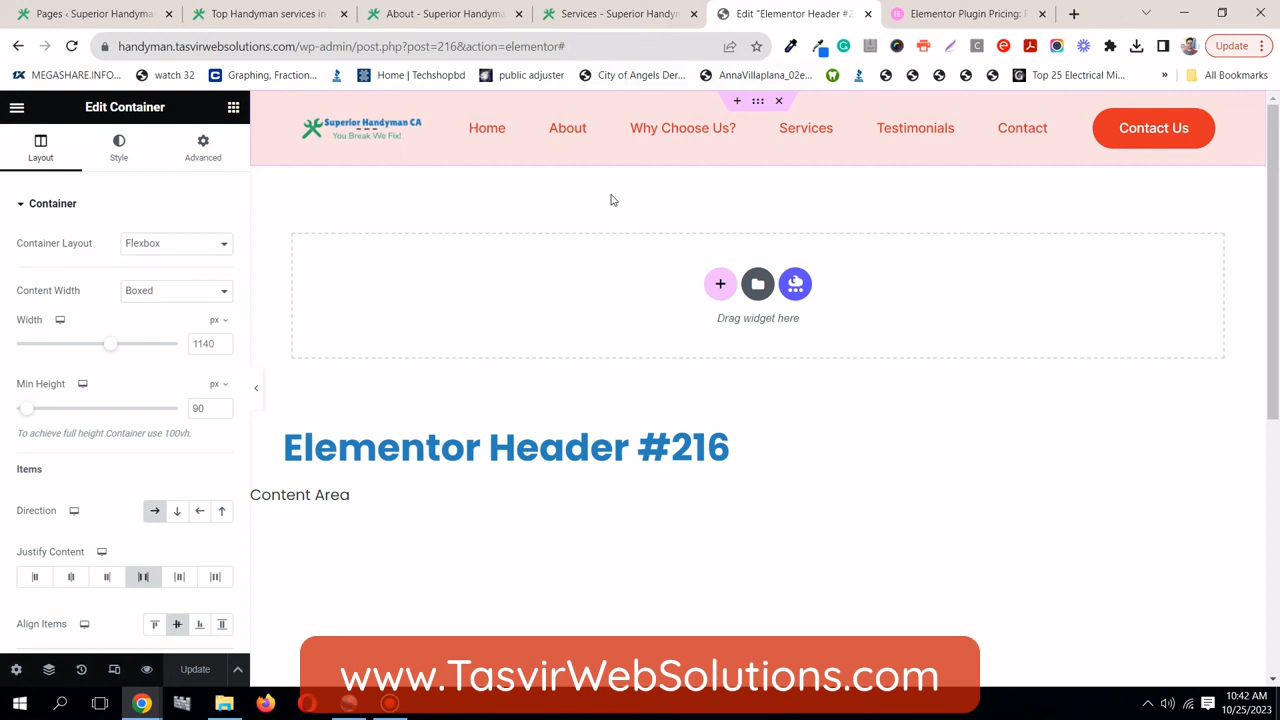 Superior Handyman
Top Handymen services in
About - Superior Handym
Services - Superior Handy
Edit "Elementor Header #2
Elementor Plugin Pricing: E
handyman.tasvirwebsolutions.com/wp-admin/post.php?post=216&action=elementor#
Update
MEGASHARE.INFO...
watch 32
Graphing, Fraction...
Home | Techshopbd
public adjuster
City of Angels Der...
AnnaVillaplana_02e...
Top 25 Electrical Mi...
»
All Bookmarks
Edit Container
Layout
Style
Advanced
Container
Container Layout
Flexbox
Content Width
Boxed
Width
px
1140
Min Height
px
90
To achieve full height Container use 100vh.
Items
Direction
Justify Content
Align Items
Update
Superior Handyman CA
You Break We Fix!
Home
About
Why Choose Us?
Services
Testimonials
Contact
Contact Us
Drag widget here
Elementor Header #216
Content Area
www.TasvirWebSolutions.com
10:42 AM
10/25/2023